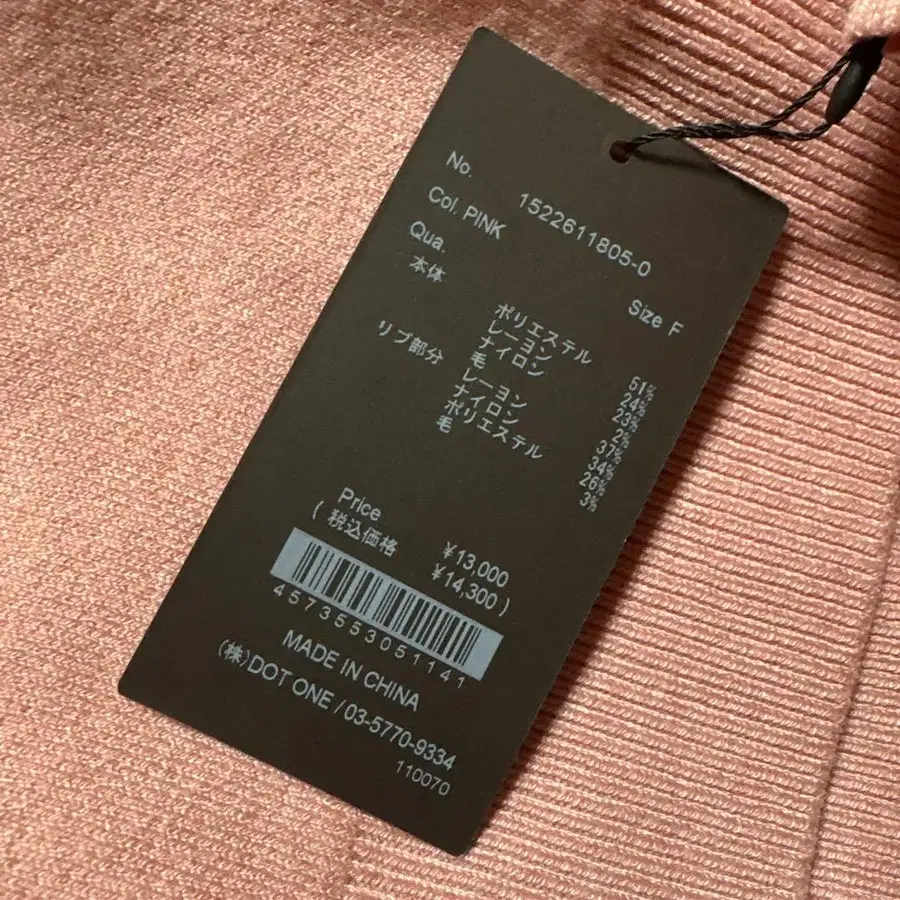 No. 1522611805-0
Col. PINK Size F
Qua.
本体 ポリエステル 51%
レーヨン 24%
ナイロン 23%
毛 2%
リブ部分 レーヨン 37%
ナイロン 34%
ポリエステル 26%
毛 3%
Price ¥13,000
( 税込価格 ¥14,300 )
4573553051141
MADE IN CHINA
(株)DOT ONE / 03-5770-9334
110070